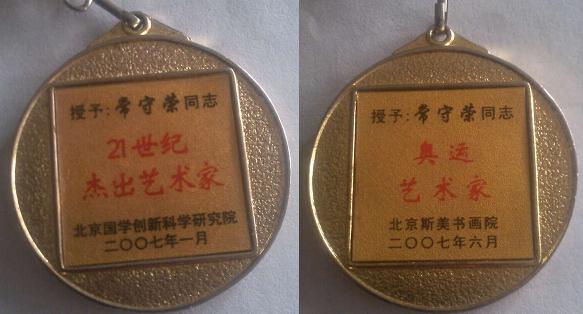 授予:常守荣同志
21世纪
杰出艺术家
北京国学创新科学研究院
二〇〇七年一月
授予:常守荣同志
奥运
艺术家
北京斯美书画院
二〇〇七年六月